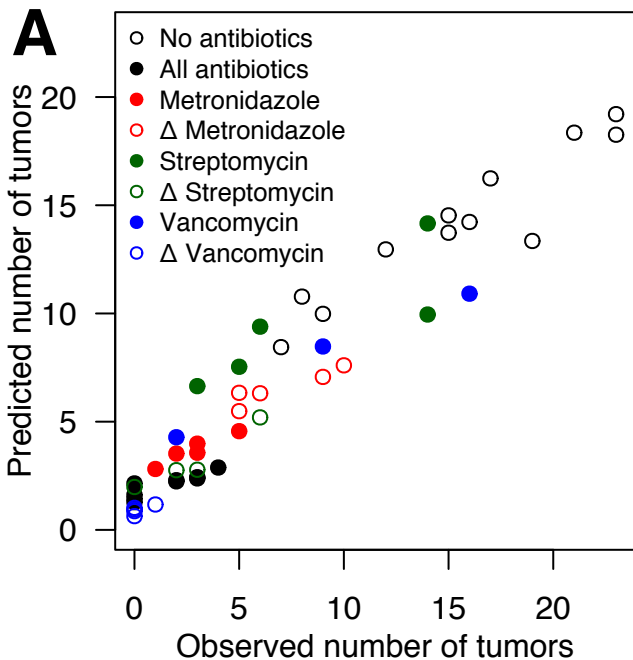 A
No antibiotics
All antibiotics
Metronidazole
Δ Metronidazole
Streptomycin
Δ Streptomycin
Vancomycin
Δ Vancomycin
Predicted number of tumors
20
15
10
5
0
0 5 10 15 20
Observed number of tumors